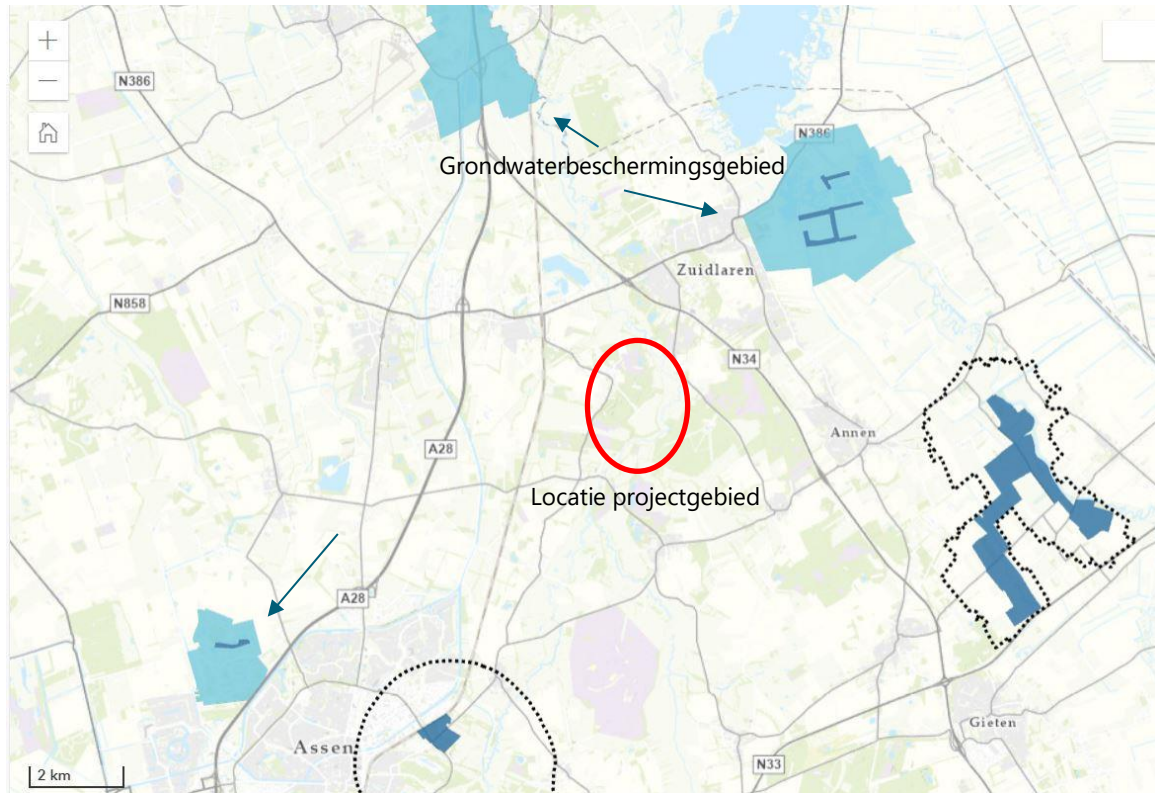 +
N386
−
N386
Grondwaterbeschermingsgebied
Zuidlaren
N858
N34
Annen
A28
Locatie projectgebied
A28
Gieten
Assen
N33
2 km